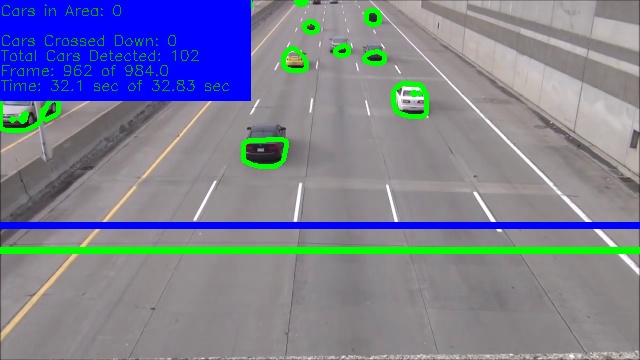 Cars in Area: 0
Cars Crossed Down: 0
Total Cars Detected: 102
Frame: 962 of 984.0
Time: 32.1 sec of 32.83 sec